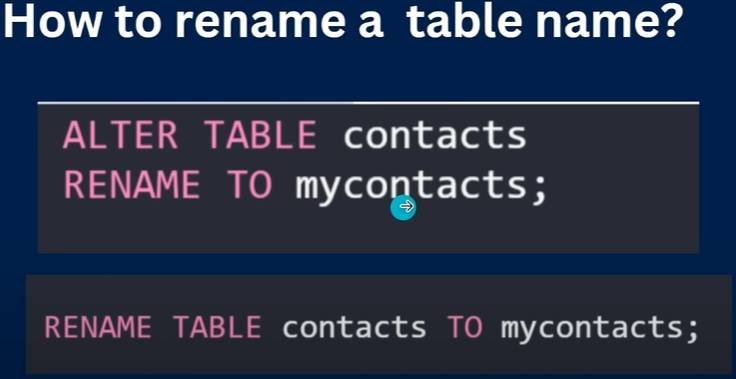 How to rename a table name?
ALTER TABLE contacts
RENAME TO mycontacts;
RENAME TABLE contacts TO mycontacts;